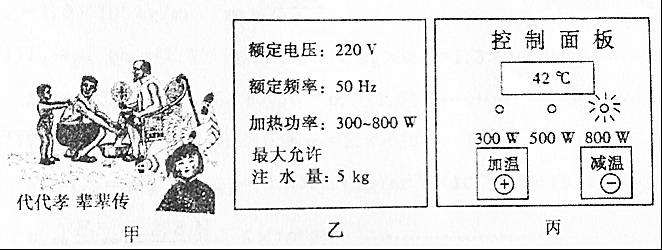 代代孝 辈辈传
甲
额定电压：220 V
额定频率：50 Hz
加热功率：300~800 W
最大允许
注 水 量：5 kg
乙
控 制 面 板
42 ℃
300 W 500 W 800 W
加温 减温
+ −
丙